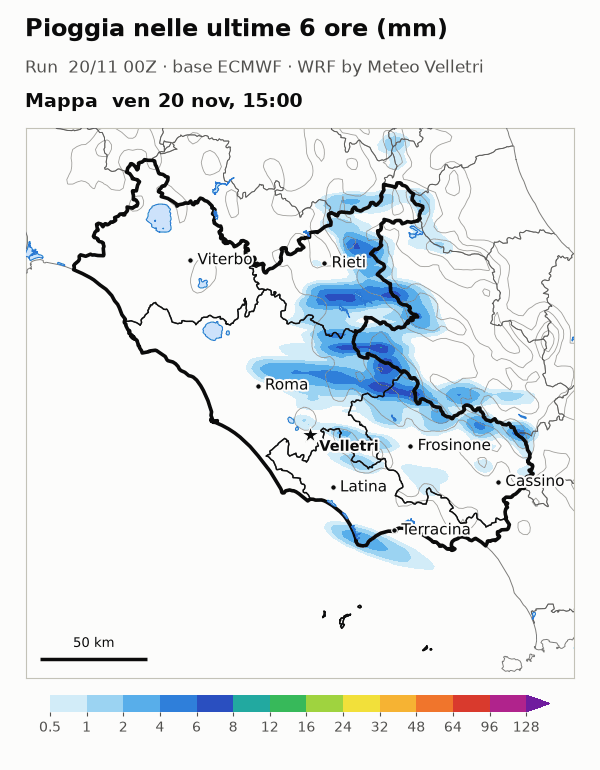 Pioggia nelle ultime 6 ore (mm)
Run  20/11 00Z · base ECMWF · WRF by Meteo Velletri
Mappa  ven 20 nov, 15:00
Viterbo
Rieti
Roma
Velletri
Frosinone
Cassino
Latina
Terracina
50 km
0.5 1 2 4 6 8 12 16 24 32 48 64 96 128